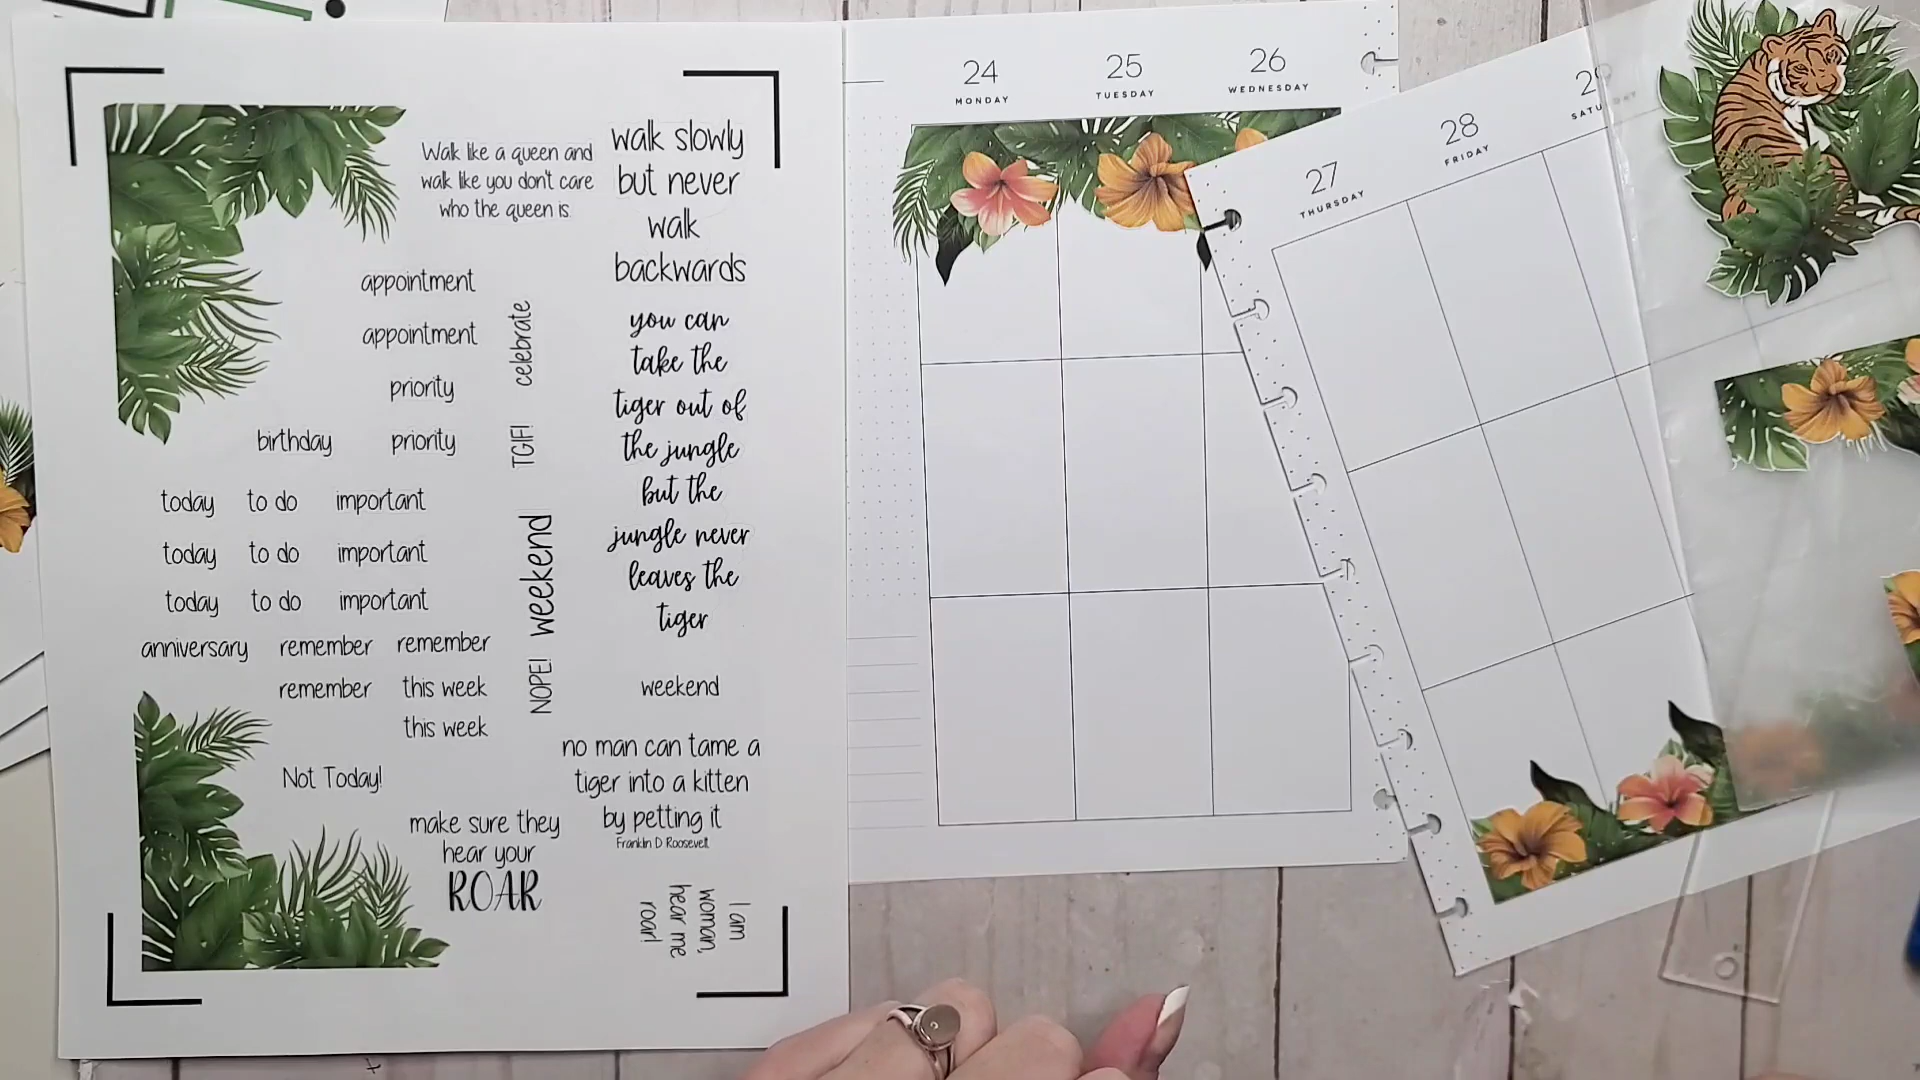 Walk like a queen and
walk like you don't care
who the queen is.
walk slowly
but never
walk
backwards
appointment
appointment
priority
priority
birthday
celebrate
TGIF!
you can
take the
tiger out of
the jungle
but the
jungle never
leaves the
tiger
today to do important
today to do important
today to do important
anniversary remember remember
remember this week
this week
weekend
NOPE!
weekend
Not Today!
no man can tame a
tiger into a kitten
by petting it
Franklin D Roosevelt
make sure they
hear your
ROAR
I am
woman,
hear me
roar!
24
MONDAY
25
TUESDAY
26
WEDNESDAY
27
THURSDAY
28
FRIDAY
29